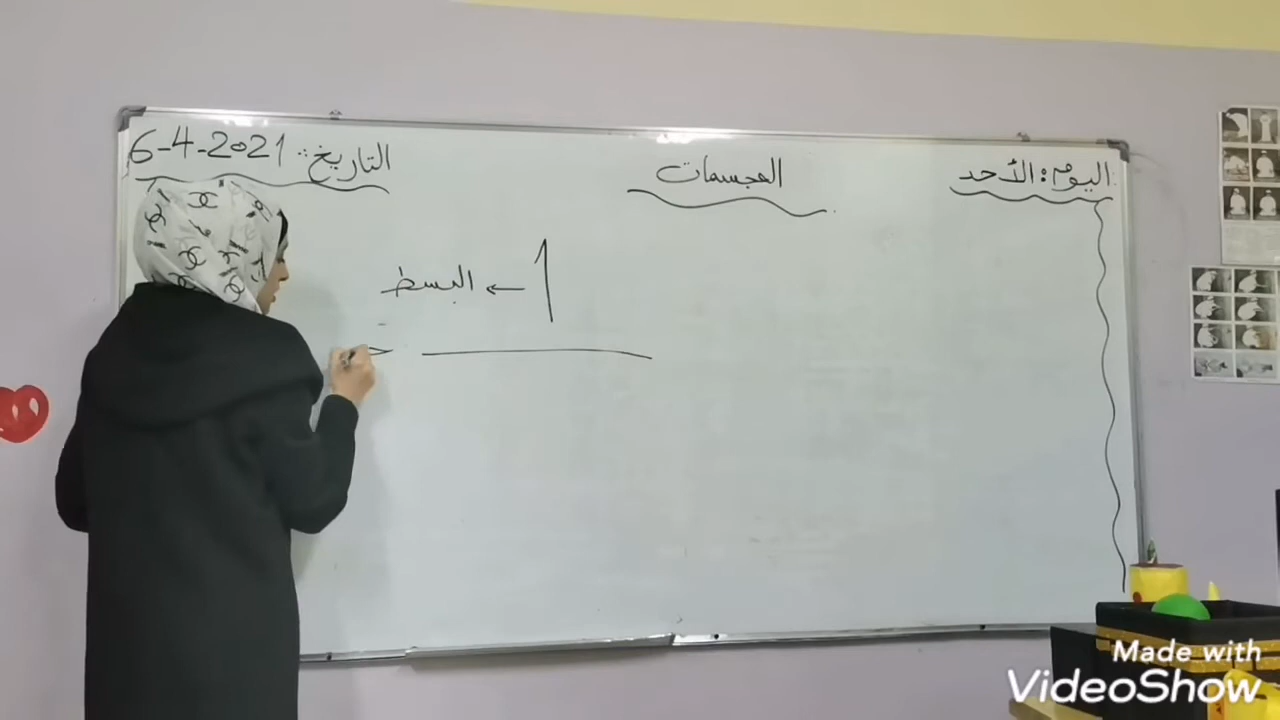 اليوم: الأحد
المجسمات
التاريخ: 2021-4-6
1 ← البسط
Made with
VideoShow